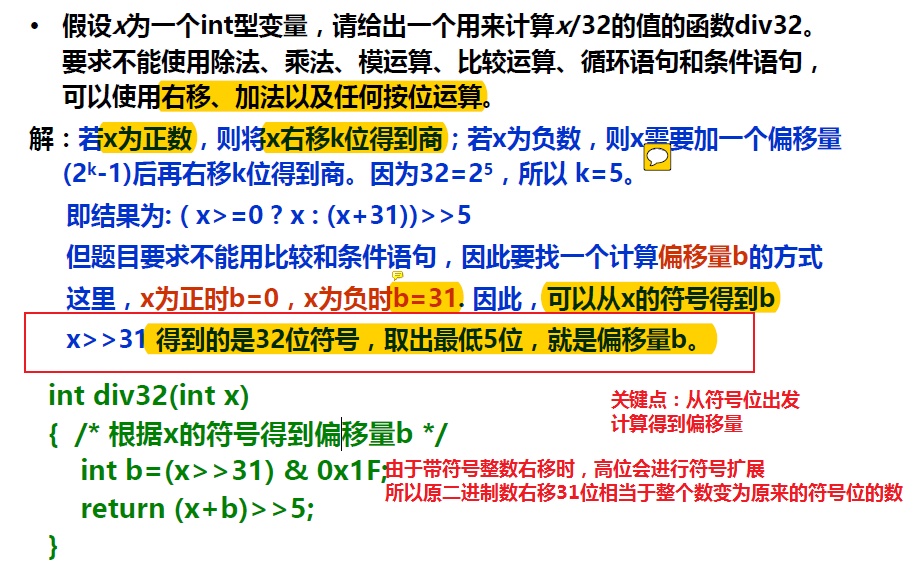 • 假设x为一个int型变量，请给出一个用来计算x/32的值的函数div32。
要求不能使用除法、乘法、模运算、比较运算、循环语句和条件语句，
可以使用右移、加法以及任何按位运算。
解：若x为正数，则将x右移k位得到商；若x为负数，则x需要加一个偏移量
(2ᵏ-1)后再右移k位得到商。因为32=2⁵，所以 k=5。
即结果为: ( x>=0 ? x : (x+31))>>5
但题目要求不能用比较和条件语句，因此要找一个计算偏移量b的方式
这里，x为正时b=0，x为负时b=31. 因此，可以从x的符号得到b
x>>31 得到的是32位符号，取出最低5位，就是偏移量b。
int div32(int x)
{ /* 根据x的符号得到偏移量b */
int b=(x>>31) & 0x1F;
return (x+b)>>5;
}
关键点：从符号位出发
计算得到偏移量
由于带符号整数右移时，高位会进行符号扩展
所以原二进制数右移31位相当于整个数变为原来的符号位的数